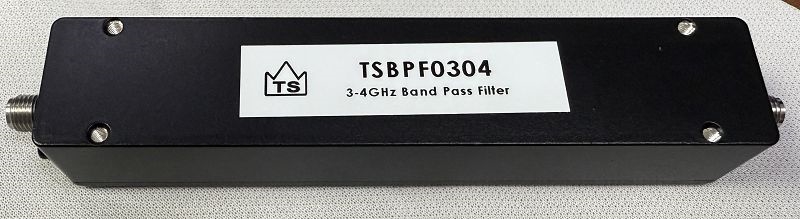 TS
TSBPF0304
3-4GHz Band Pass Filter